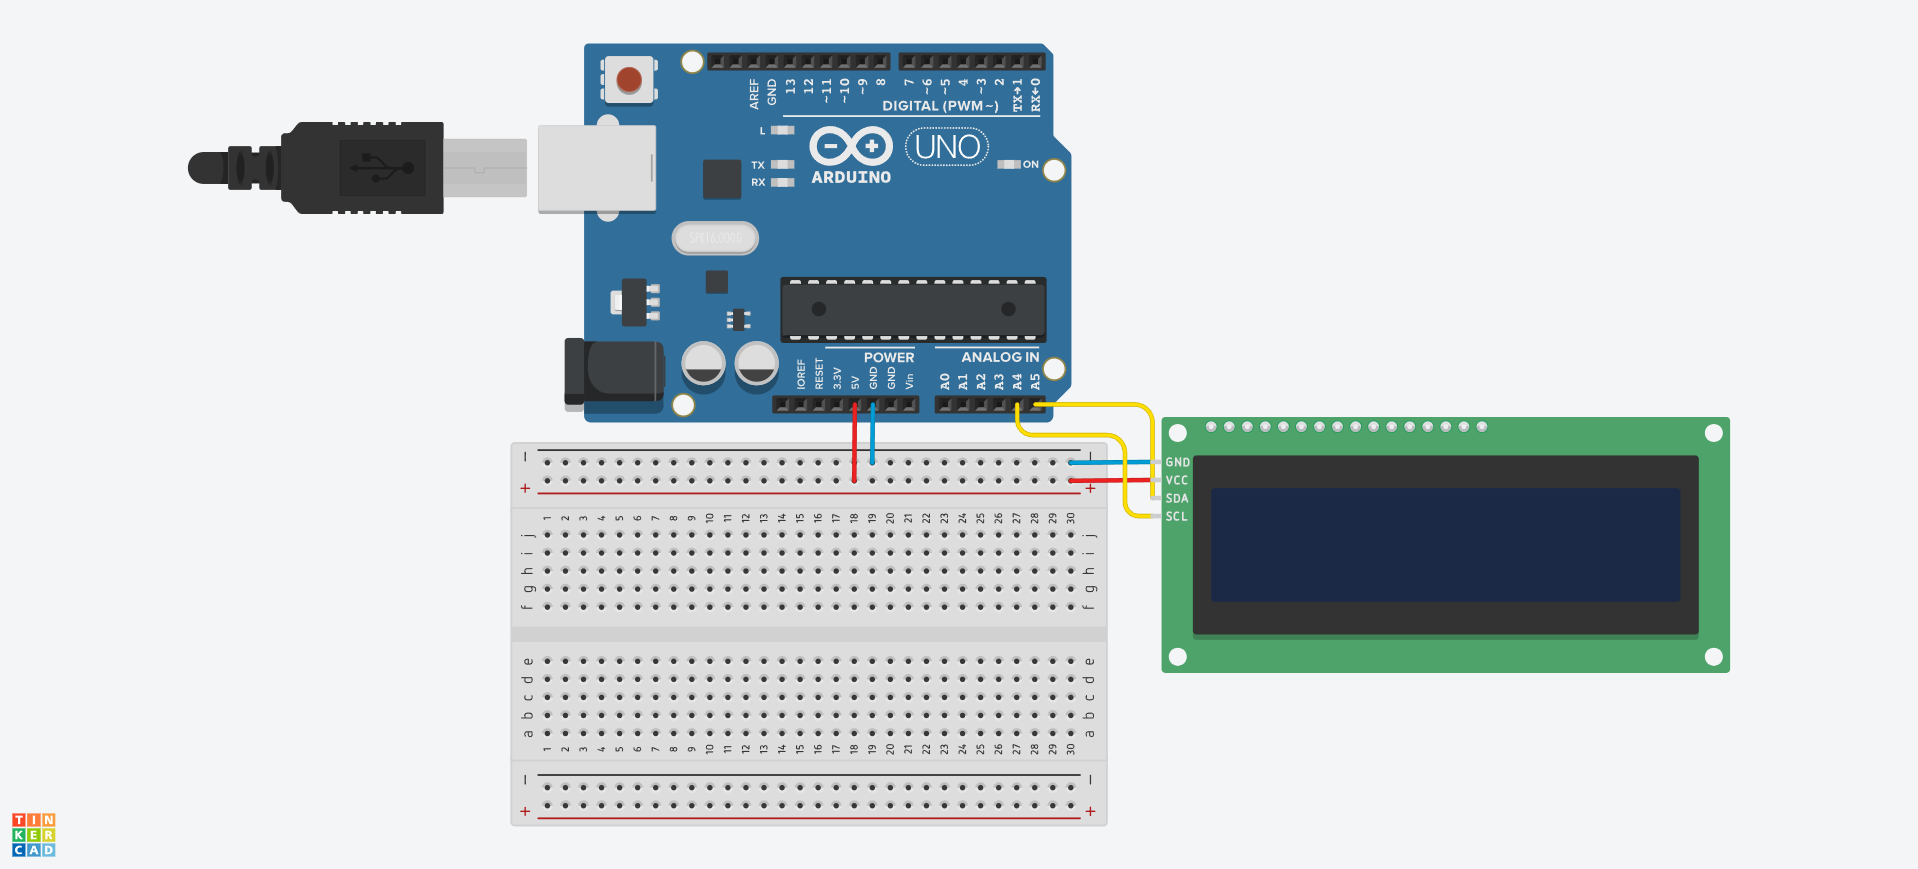 AREF GND 13 12 ~11 ~10 ~9 8 7 ~6 ~5 4 ~3 2 TX→1 RX←0
DIGITAL (PWM~)
L
TX
RX
ARDUINO
UNO
ON
SPK16.000G
POWER
ANALOG IN
IOREF RESET 3.3V 5V GND GND Vin A0 A1 A2 A3 A4 A5
GND
VCC
SDA
SCL
− −
+ +
1 2 3 4 5 6 7 8 9 10 11 12 13 14 15 16 17 18 19 20 21 22 23 24 25 26 27 28 29 30
j j
i i
h h
g g
f f
e e
d d
c c
b b
a a
1 2 3 4 5 6 7 8 9 10 11 12 13 14 15 16 17 18 19 20 21 22 23 24 25 26 27 28 29 30
− −
+ +
TIN
KER
CAD